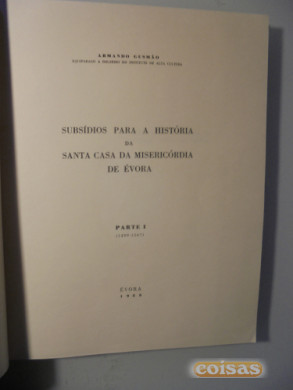 ARMANDO GUSMÃO
SUBSÍDIOS PARA A HISTÓRIA
DA
SANTA CASA DA MISERICÓRDIA
DE ÉVORA
PARTE I
ÉVORA
coisas